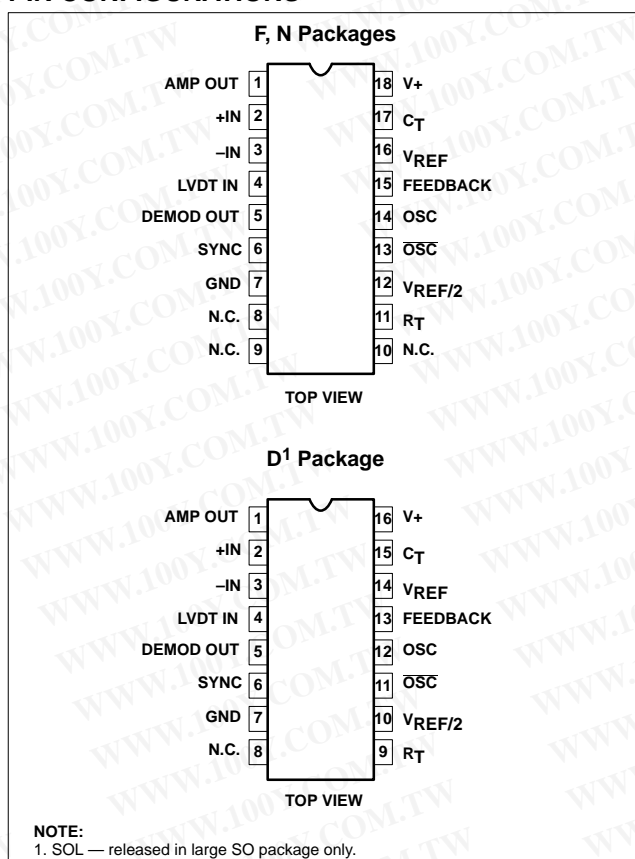 PIN CONFIGURATIONS
F, N Packages
AMP OUT 1 18 V+
+IN 2 17 CT
–IN 3 16 VREF
LVDT IN 4 15 FEEDBACK
DEMOD OUT 5 14 OSC
SYNC 6 13 O̅S̅C̅
GND 7 12 VREF/2
N.C. 8 11 RT
N.C. 9 10 N.C.
TOP VIEW
D1 Package
AMP OUT 1 16 V+
+IN 2 15 CT
–IN 3 14 VREF
LVDT IN 4 13 FEEDBACK
DEMOD OUT 5 12 OSC
SYNC 6 11 O̅S̅C̅
GND 7 10 VREF/2
N.C. 8 9 RT
TOP VIEW
NOTE:
1. SOL — released in large SO package only.
WWW.100Y.COM.TW